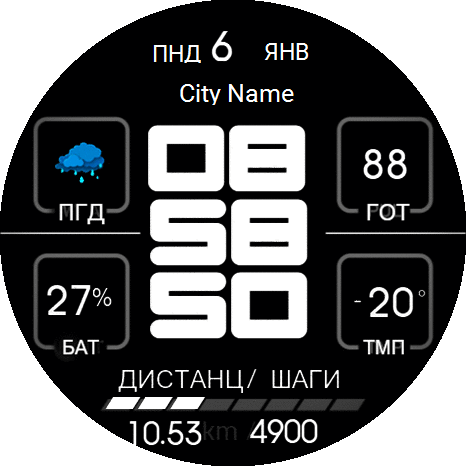 ПНД 6 ЯНВ
City Name
08
58
50
ПГД
88
FOT
27%
БАТ
-20°
ТМП
ДИСТАНЦ/ ШАГИ
10.53 km 4900